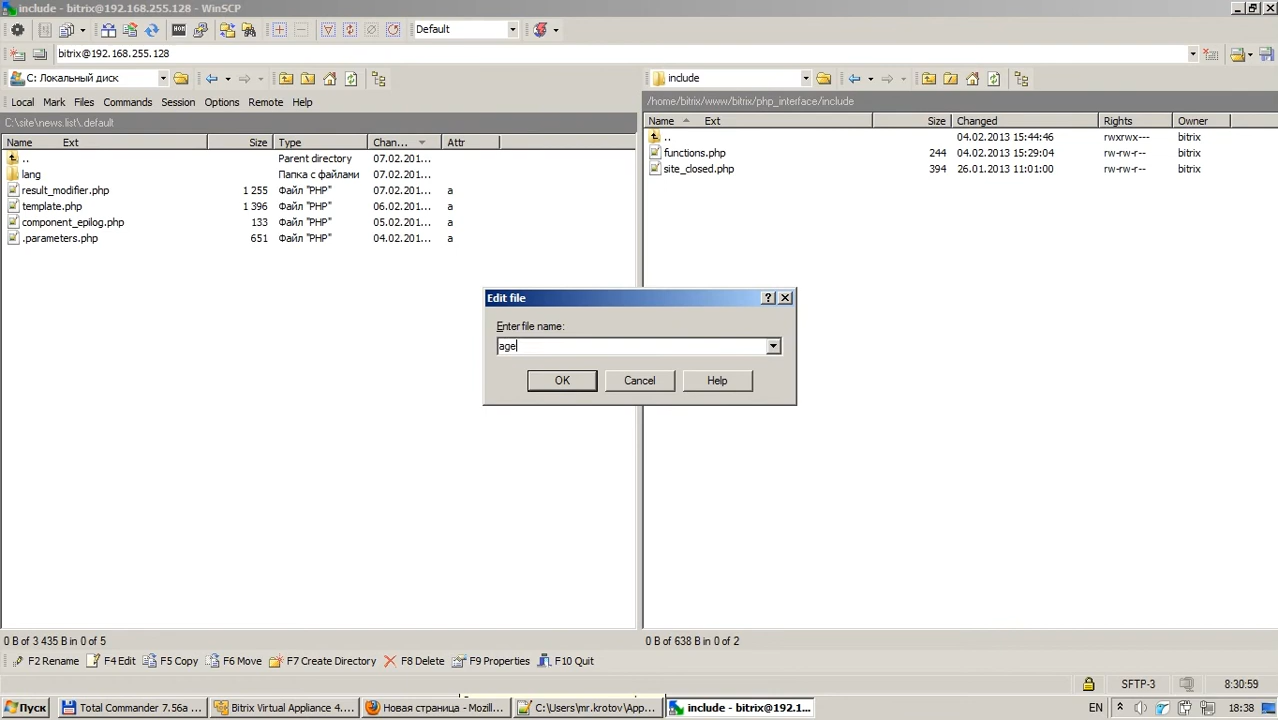 include - bitrix@192.168.255.128 - WinSCP
Default
bitrix@192.168.255.128
C: Локальный диск
include
Local Mark Files Commands Session Options Remote Help
/home/bitrix/www/bitrix/php_interface/include
C:\site\news.list\.default
Name Ext Size Changed Rights Owner
Name Ext Size Type Chan... Attr
.. 04.02.2013 15:44:46 rwxrwx--- bitrix
functions.php 244 04.02.2013 15:29:04 rw-rw-r-- bitrix
site_closed.php 394 26.01.2013 11:01:00 rw-rw-r-- bitrix
.. Parent directory 07.02.201...
lang Папка с файлами 07.02.201...
result_modifier.php 1 255 Файл "PHP" 07.02.201... a
template.php 1 396 Файл "PHP" 06.02.201... a
component_epilog.php 133 Файл "PHP" 05.02.201... a
.parameters.php 651 Файл "PHP" 04.02.201... a
Edit file
Enter file name:
age
OK Cancel Help
0 B of 3 435 B in 0 of 5
0 B of 638 B in 0 of 2
F2 Rename F4 Edit F5 Copy F6 Move F7 Create Directory F8 Delete F9 Properties F10 Quit
SFTP-3 8:30:59
Пуск Total Commander 7.56a ... Bitrix Virtual Appliance 4.... Новая страница - Mozill... C:\Users\mr.krotov\App... include - bitrix@192.1... EN 18:38